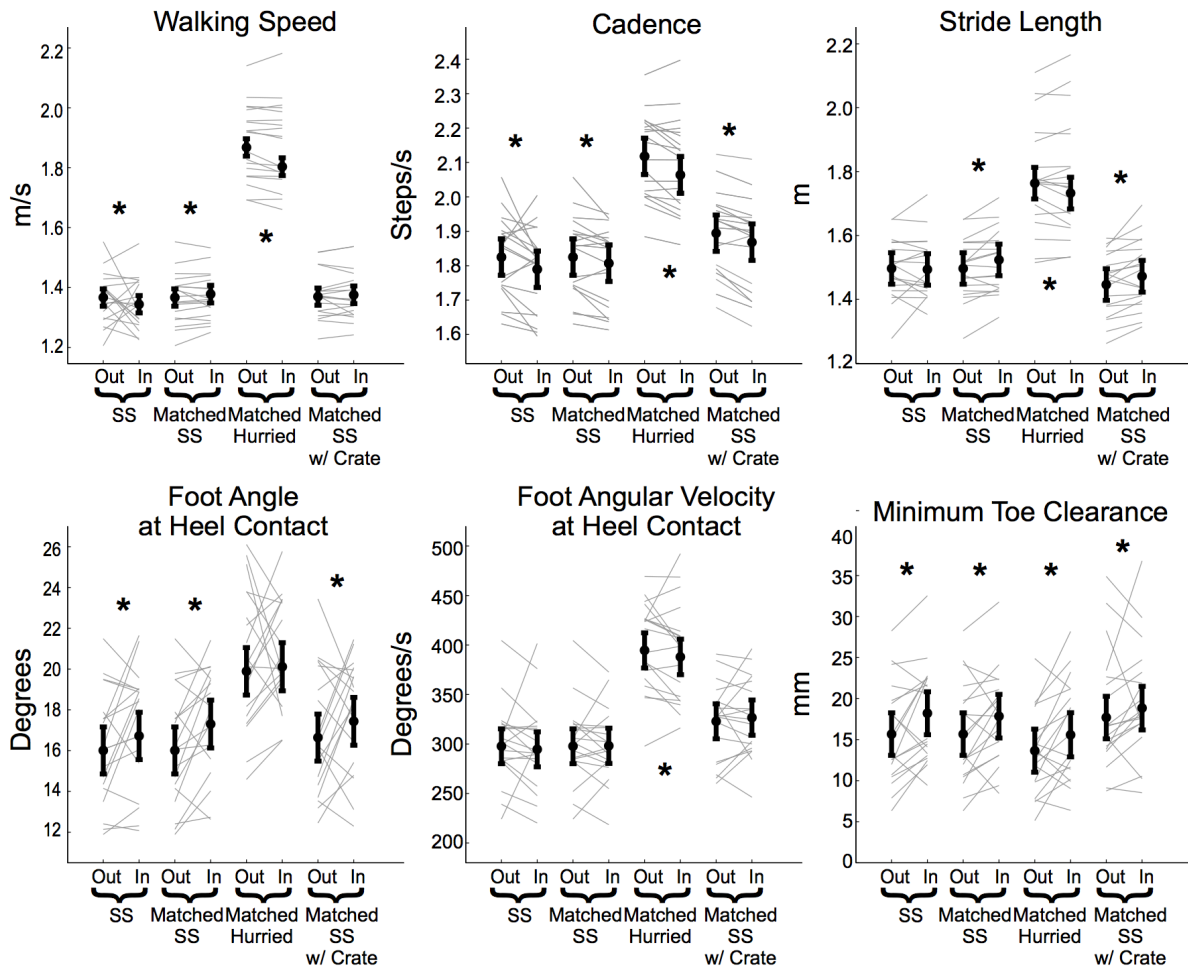 Walking Speed
2.2
2.0
1.8
1.6
1.4
1.2
m/s
*
*
*
Out In Out In Out In Out In
SS Matched Matched Matched
SS Hurried SS
w/ Crate
Cadence
2.4
2.3
2.2
2.1
2.0
1.9
1.8
1.7
1.6
Steps/s
*
*
*
*
Out In Out In Out In Out In
SS Matched Matched Matched
SS Hurried SS
w/ Crate
Stride Length
2.2
2.0
1.8
1.6
1.4
1.2
m
*
*
*
Out In Out In Out In Out In
SS Matched Matched Matched
SS Hurried SS
w/ Crate
Foot Angle
at Heel Contact
26
24
22
20
18
16
14
12
Degrees
*
*
*
Out In Out In Out In Out In
SS Matched Matched Matched
SS Hurried SS
w/ Crate
Foot Angular Velocity
at Heel Contact
500
450
400
350
300
250
200
Degrees/s
*
Out In Out In Out In Out In
SS Matched Matched Matched
SS Hurried SS
w/ Crate
Minimum Toe Clearance
40
35
30
25
20
15
10
5
0
mm
*
*
*
*
Out In Out In Out In Out In
SS Matched Matched Matched
SS Hurried SS
w/ Crate